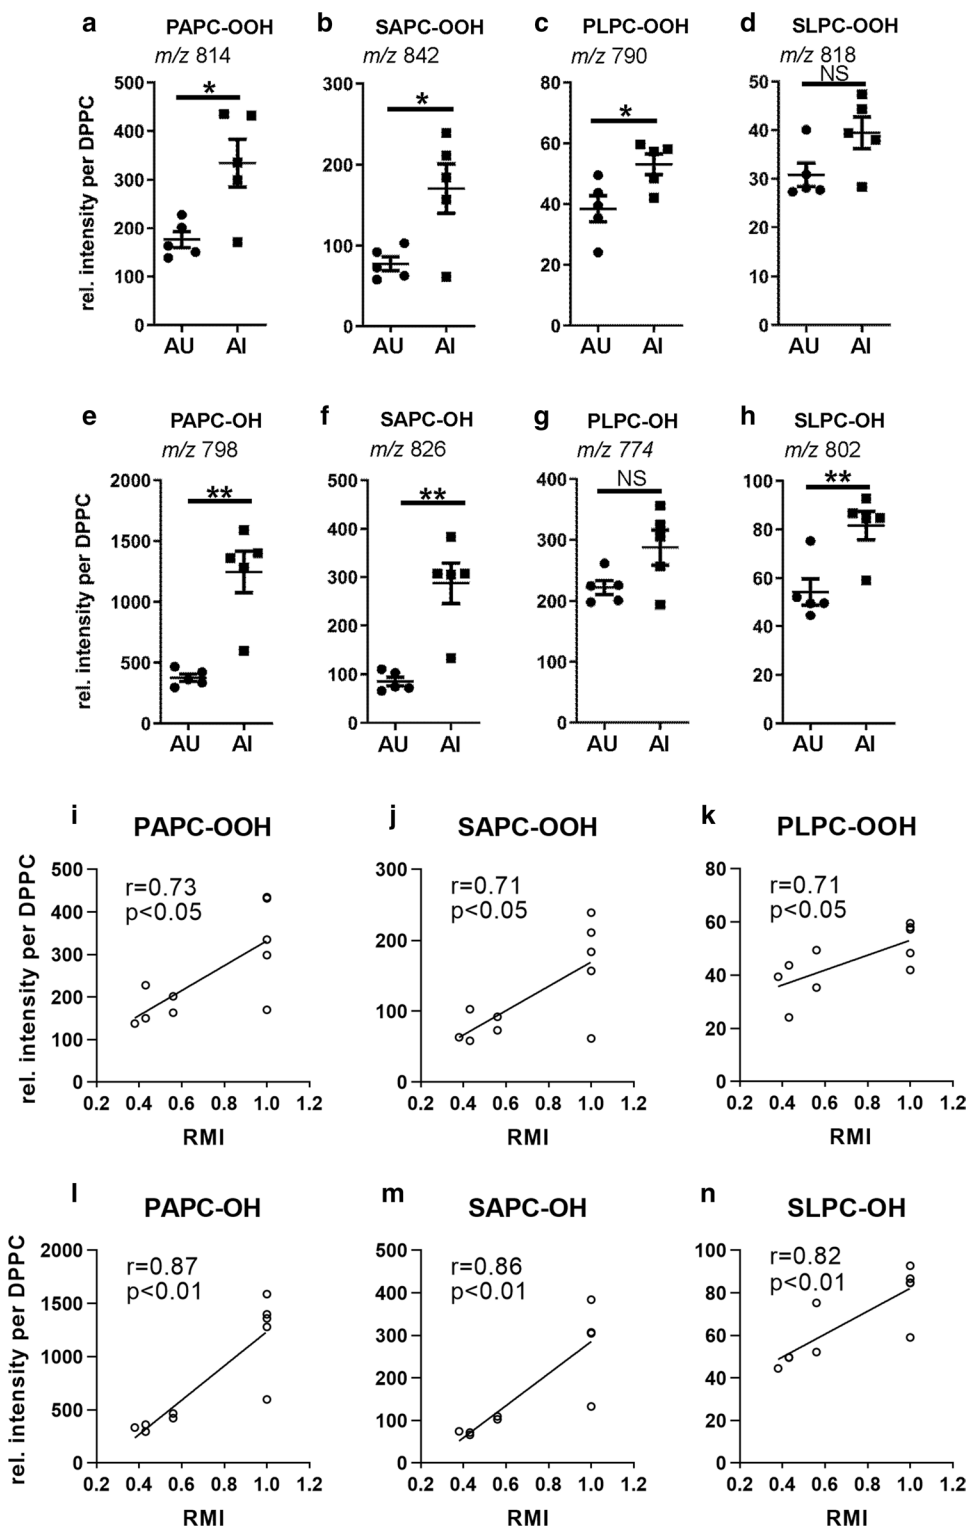 a PAPC-OOH b SAPC-OOH c PLPC-OOH d SLPC-OOH
m/z 814 m/z 842 m/z 790 m/z 818
* * * NS
rel. intensity per DPPC
500 300 80 50
400 200 60 40
300 100 40 30
200 0 20 20
100 0 10
0 0
AU AI AU AI AU AI AU AI
e PAPC-OH f SAPC-OH g PLPC-OH h SLPC-OH
m/z 798 m/z 826 m/z 774 m/z 802
** ** NS **
rel. intensity per DPPC
2000 500 400 100
1500 400 300 80
1000 300 200 60
500 200 100 40
0 100 0 20
0 0
AU AI AU AI AU AI AU AI
i PAPC-OOH j SAPC-OOH k PLPC-OOH
r=0.73 r=0.71 r=0.71
p<0.05 p<0.05 p<0.05
rel. intensity per DPPC
500 300 80
400 200 60
300 100 40
200 0 20
100 0
0
0.2 0.4 0.6 0.8 1.0 1.2 0.2 0.4 0.6 0.8 1.0 1.2 0.2 0.4 0.6 0.8 1.0 1.2
RMI RMI RMI
l PAPC-OH m SAPC-OH n SLPC-OH
r=0.87 r=0.86 r=0.82
p<0.01 p<0.01 p<0.01
rel. intensity per DPPC
2000 500 100
1500 400 80
1000 300 60
500 200 40
0 100 20
0 0
0.2 0.4 0.6 0.8 1.0 1.2 0.2 0.4 0.6 0.8 1.0 1.2 0.2 0.4 0.6 0.8 1.0 1.2
RMI RMI RMI